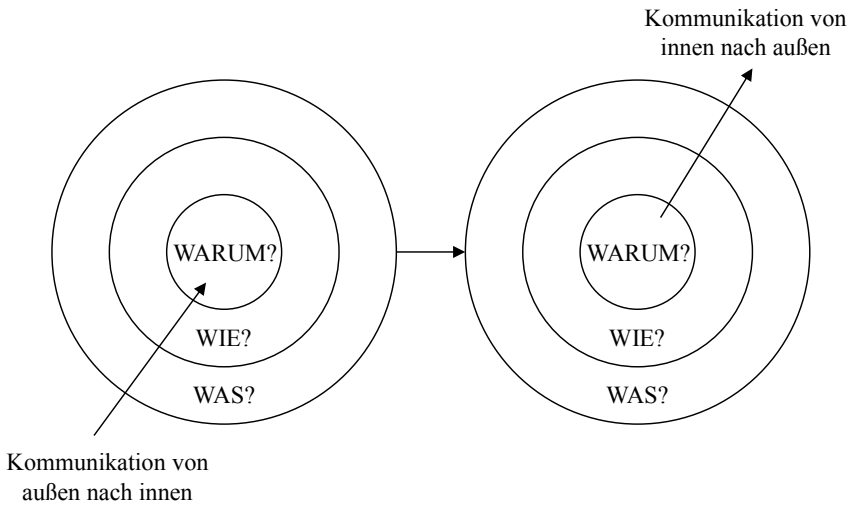 Kommunikation von
innen nach außen
WARUM?
WIE?
WAS?
WARUM?
WIE?
WAS?
Kommunikation von
außen nach innen